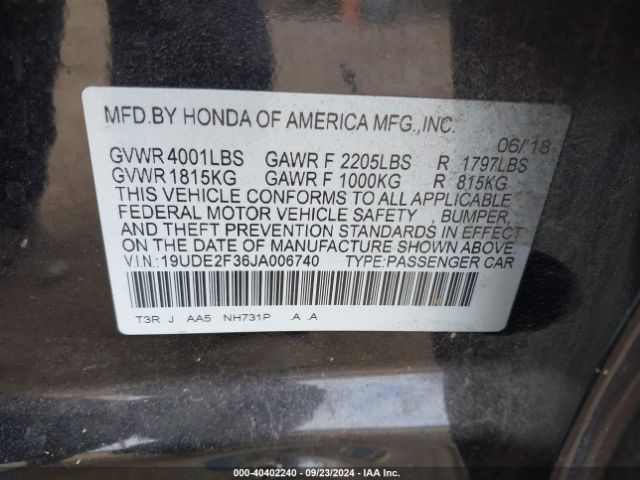 MFD.BY HONDA OF AMERICA MFG.,INC. 06/'18
GVWR 4001LBS GAWR F 2205LBS R 1797LBS
GVWR 1815KG GAWR F 1000KG R 815KG
THIS VEHICLE CONFORMS TO ALL APPLICABLE
FEDERAL MOTOR VEHICLE SAFETY , BUMPER,
AND THEFT PREVENTION STANDARDS IN EFFECT
ON THE DATE OF MANUFACTURE SHOWN ABOVE
VIN:19UDE2F36JA006740 TYPE:PASSENGER CAR
T3R J AA5 NH731P .A .A
000-40402240 - 09/23/2024 - IAA Inc.